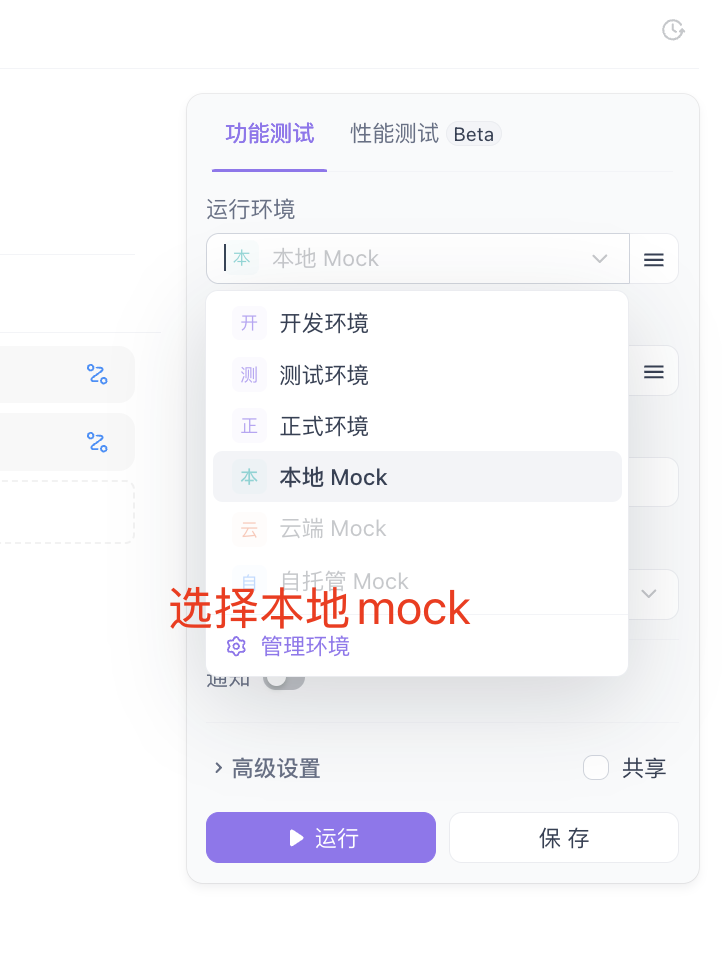 功能测试 性能测试 Beta
运行环境
本 本地 Mock
开 开发环境
测 测试环境
正 正式环境
本 本地 Mock
云 云端 Mock
自 自托管 Mock
选择本地mock
管理环境
通知
高级设置 共享
运行 保 存